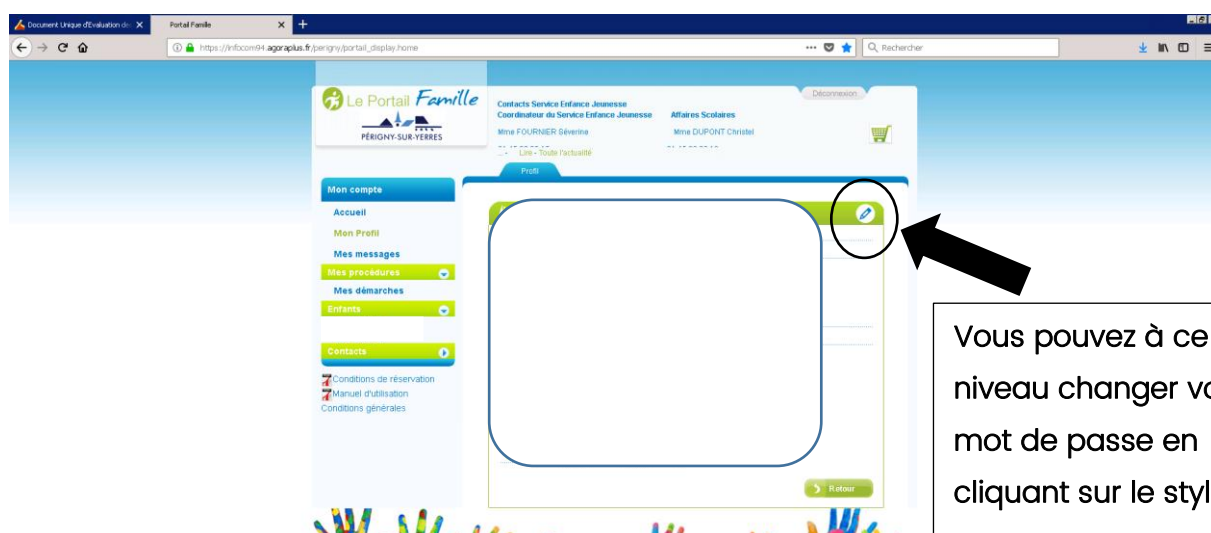 Document Unique d'Evaluation de
Portail Famille
https://infocom94.agoraplus.fr/perigny/portail_display.home
Rechercher
Le Portail Famille
PÉRIGNY-SUR-YERRES
Contacts Service Enfance Jeunesse
Coordinateur du Service Enfance Jeunesse
Affaires Scolaires
Mme FOURNIER Séverine
Mme DUPONT Christel
... - Lire - Toute l'actualité
Déconnexion
Profil
Mon compte
Accueil
Mon Profil
Mes messages
Mes procédures
Mes démarches
Enfants
Contacts
Conditions de réservation
Manuel d'utilisation
Conditions générales
Retour
Vous pouvez à ce
niveau changer vo
mot de passe en
cliquant sur le styl